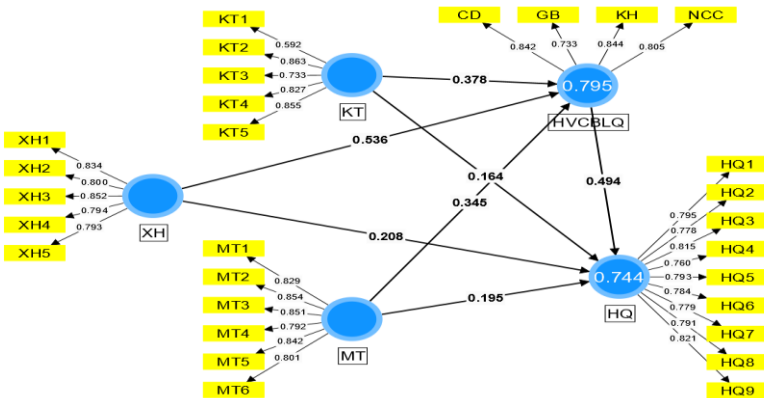 KT1
KT2
KT3
KT4
KT5
0.592
0.863
0.733
0.827
0.855
KT
CD
GB
KH
NCC
0.842
0.733
0.844
0.805
0.795
HVCBLQ
0.378
0.536
0.164
0.345
0.494
0.208
0.195
XH1
XH2
XH3
XH4
XH5
0.834
0.800
0.852
0.794
0.793
XH
MT1
MT2
MT3
MT4
MT5
MT6
0.829
0.854
0.851
0.792
0.842
0.801
MT
0.744
HQ
HQ1
HQ2
HQ3
HQ4
HQ5
HQ6
HQ7
HQ8
HQ9
0.795
0.778
0.815
0.760
0.793
0.784
0.779
0.791
0.821